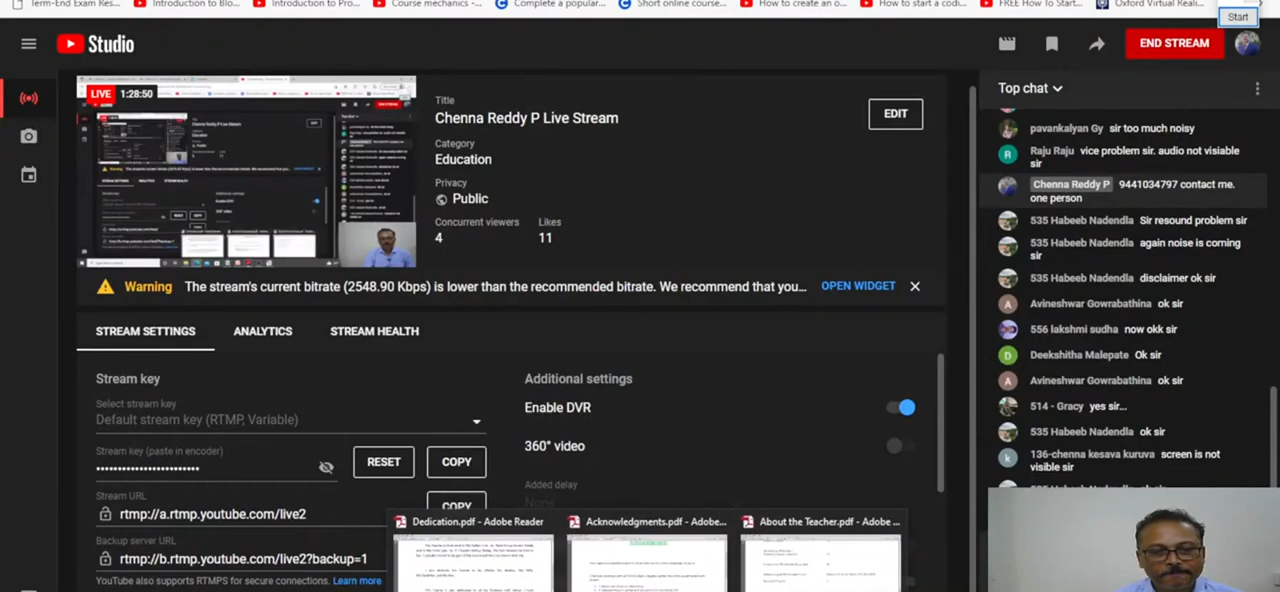 Term-End Exam Res...
Introduction to Blo...
Introduction to Pro...
Course mechanics -...
Complete a popular...
Short online course...
How to create an o...
How to start a codi...
FREE How To Start...
Oxford Virtual Reali...
Start
Studio
END STREAM
LIVE 1:28:50
Title
Chenna Reddy P Live Stream
EDIT
Category
Education
Privacy
Public
Concurrent viewers
4
Likes
11
Warning The stream's current bitrate (2548.90 Kbps) is lower than the recommended bitrate. We recommend that you...
OPEN WIDGET
STREAM SETTINGS
ANALYTICS
STREAM HEALTH
Stream key
Select stream key
Default stream key (RTMP, Variable)
Stream key (paste in encoder)
RESET
COPY
Stream URL
rtmp://a.rtmp.youtube.com/live2
COPY
Backup server URL
rtmp://b.rtmp.youtube.com/live2?backup=1
YouTube also supports RTMPS for secure connections. Learn more
Additional settings
Enable DVR
360° video
Added delay
None
Dedication.pdf - Adobe Reader
Acknowledgments.pdf - Adobe...
About the Teacher.pdf - Adobe ...
Top chat
pavankalyan Gy sir too much noisy
Raju Raju vice problem sir. audio not visiable
sir
Chenna Reddy P 9441034797 contact me.
one person
535 Habeeb Nadendla Sir resound problem sir
535 Habeeb Nadendla again noise is coming
sir
535 Habeeb Nadendla disclaimer ok sir
Avineshwar Gowrabathina ok sir
556 lakshmi sudha now okk sir
Deekshitha Malepate Ok sir
Avineshwar Gowrabathina ok sir
514 - Gracy yes sir...
535 Habeeb Nadendla ok sir
136-chenna kesava kuruva screen is not
visible sir